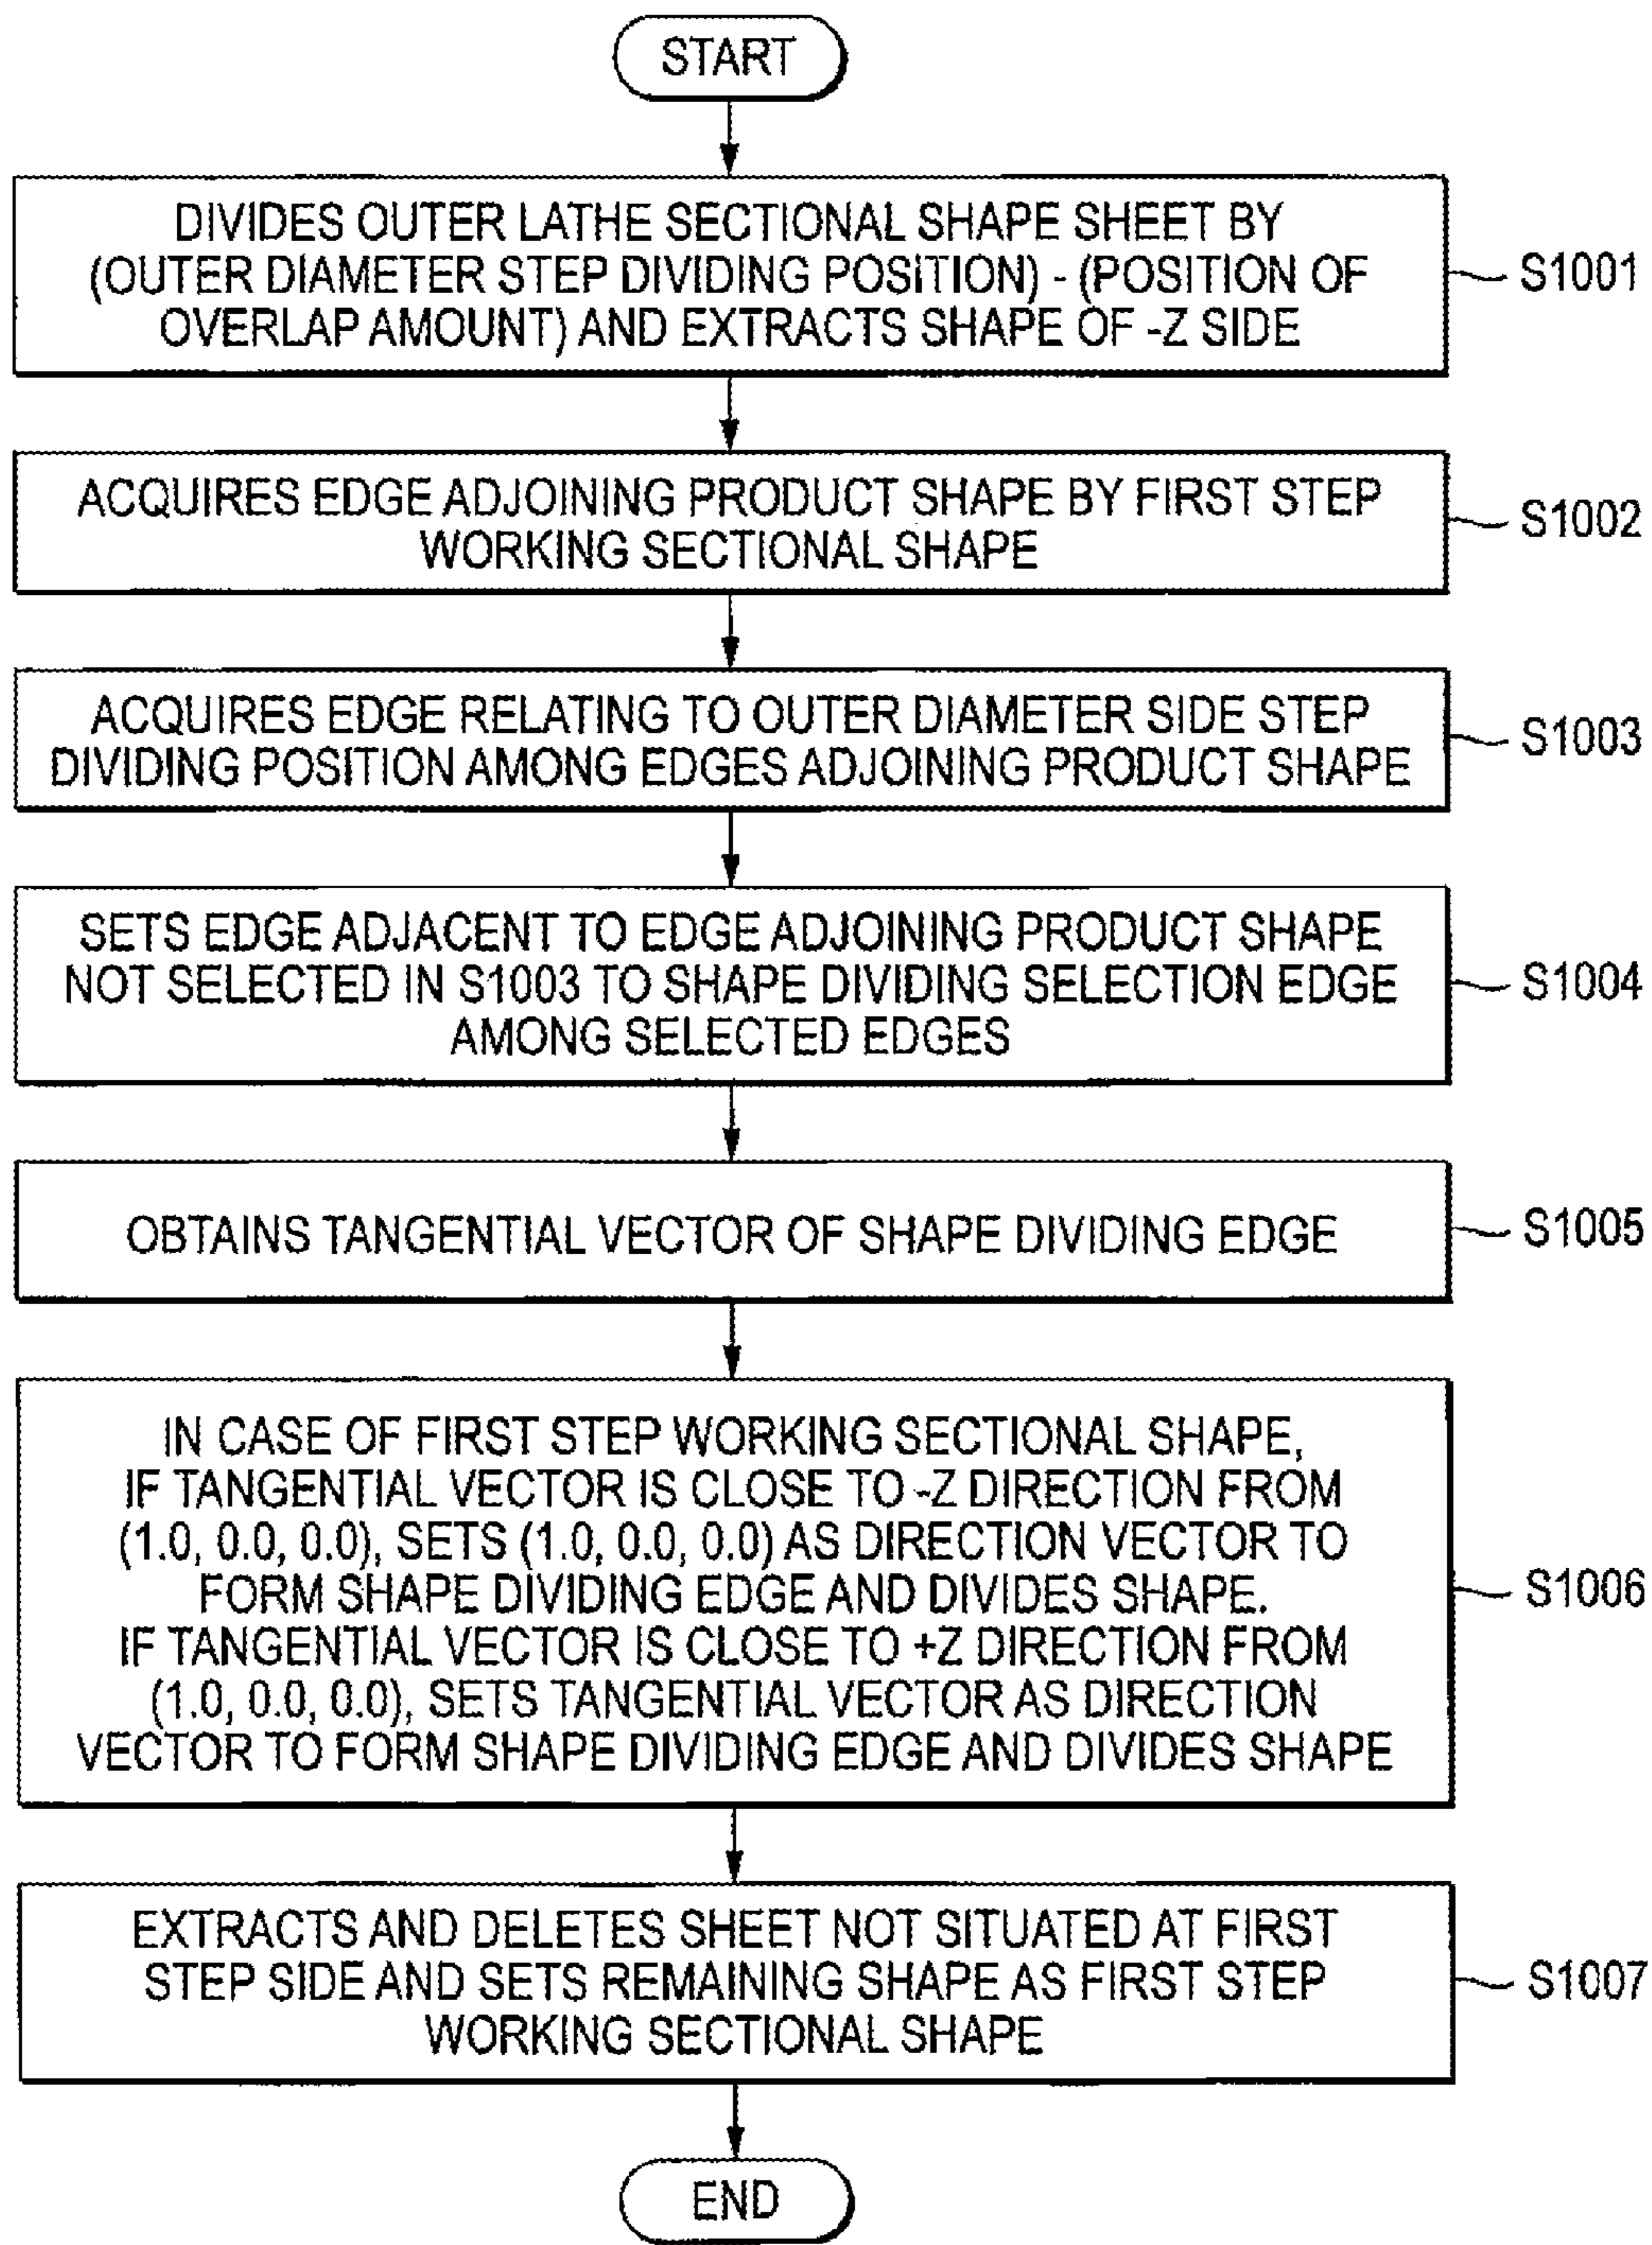 START
DIVIDES OUTER LATHE SECTIONAL SHAPE SHEET BY
(OUTER DIAMETER STEP DIVIDING POSITION) - (POSITION OF
OVERLAP AMOUNT) AND EXTRACTS SHAPE OF -Z SIDE
S1001
ACQUIRES EDGE ADJOINING PRODUCT SHAPE BY FIRST STEP
WORKING SECTIONAL SHAPE
S1002
ACQUIRES EDGE RELATING TO OUTER DIAMETER SIDE STEP
DIVIDING POSITION AMONG EDGES ADJOINING PRODUCT SHAPE
S1003
SETS EDGE ADJACENT TO EDGE ADJOINING PRODUCT SHAPE
NOT SELECTED IN S1003 TO SHAPE DIVIDING SELECTION EDGE
AMONG SELECTED EDGES
S1004
OBTAINS TANGENTIAL VECTOR OF SHAPE DIVIDING EDGE
S1005
IN CASE OF FIRST STEP WORKING SECTIONAL SHAPE,
IF TANGENTIAL VECTOR IS CLOSE TO -Z DIRECTION FROM
(1.0, 0.0, 0.0), SETS (1.0, 0.0, 0.0) AS DIRECTION VECTOR TO
FORM SHAPE DIVIDING EDGE AND DIVIDES SHAPE.
IF TANGENTIAL VECTOR IS CLOSE TO +Z DIRECTION FROM
(1.0, 0.0, 0.0), SETS TANGENTIAL VECTOR AS DIRECTION
VECTOR TO FORM SHAPE DIVIDING EDGE AND DIVIDES SHAPE
S1006
EXTRACTS AND DELETES SHEET NOT SITUATED AT FIRST
STEP SIDE AND SETS REMAINING SHAPE AS FIRST STEP
WORKING SECTIONAL SHAPE
S1007
END